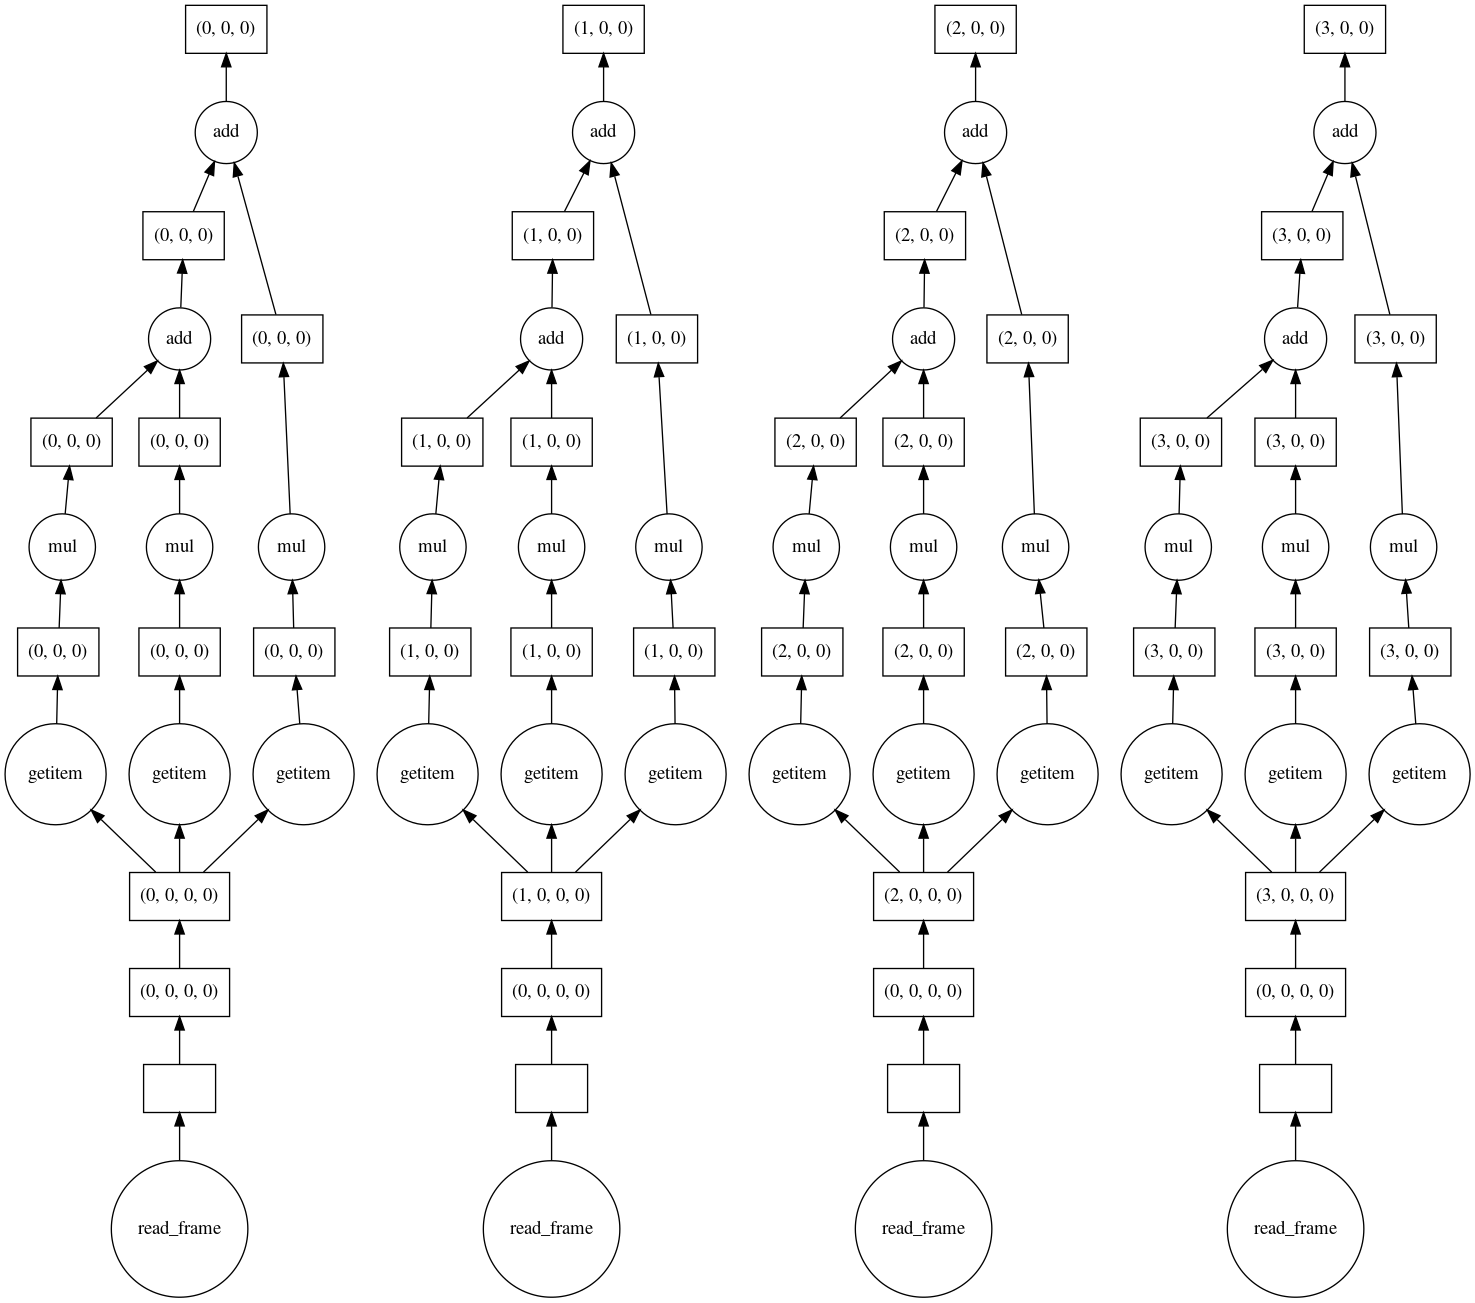 (0, 0, 0)
(1, 0, 0)
(2, 0, 0)
(3, 0, 0)
add
add
add
add
(0, 0, 0)
(1, 0, 0)
(2, 0, 0)
(3, 0, 0)
add
(0, 0, 0)
add
(1, 0, 0)
add
(2, 0, 0)
add
(3, 0, 0)
(0, 0, 0)
(0, 0, 0)
(1, 0, 0)
(1, 0, 0)
(2, 0, 0)
(2, 0, 0)
(3, 0, 0)
(3, 0, 0)
mul
mul
mul
mul
mul
mul
mul
mul
mul
mul
mul
mul
(0, 0, 0)
(0, 0, 0)
(0, 0, 0)
(1, 0, 0)
(1, 0, 0)
(1, 0, 0)
(2, 0, 0)
(2, 0, 0)
(2, 0, 0)
(3, 0, 0)
(3, 0, 0)
(3, 0, 0)
getitem
getitem
getitem
getitem
getitem
getitem
getitem
getitem
getitem
getitem
getitem
getitem
(0, 0, 0, 0)
(1, 0, 0, 0)
(2, 0, 0, 0)
(3, 0, 0, 0)
(0, 0, 0, 0)
(0, 0, 0, 0)
(0, 0, 0, 0)
(0, 0, 0, 0)
read_frame
read_frame
read_frame
read_frame